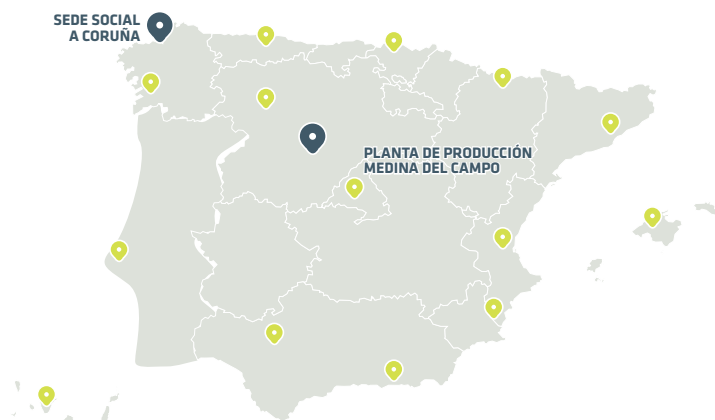 SEDE SOCIAL
A CORUÑA
PLANTA DE PRODUCCIÓN
MEDINA DEL CAMPO